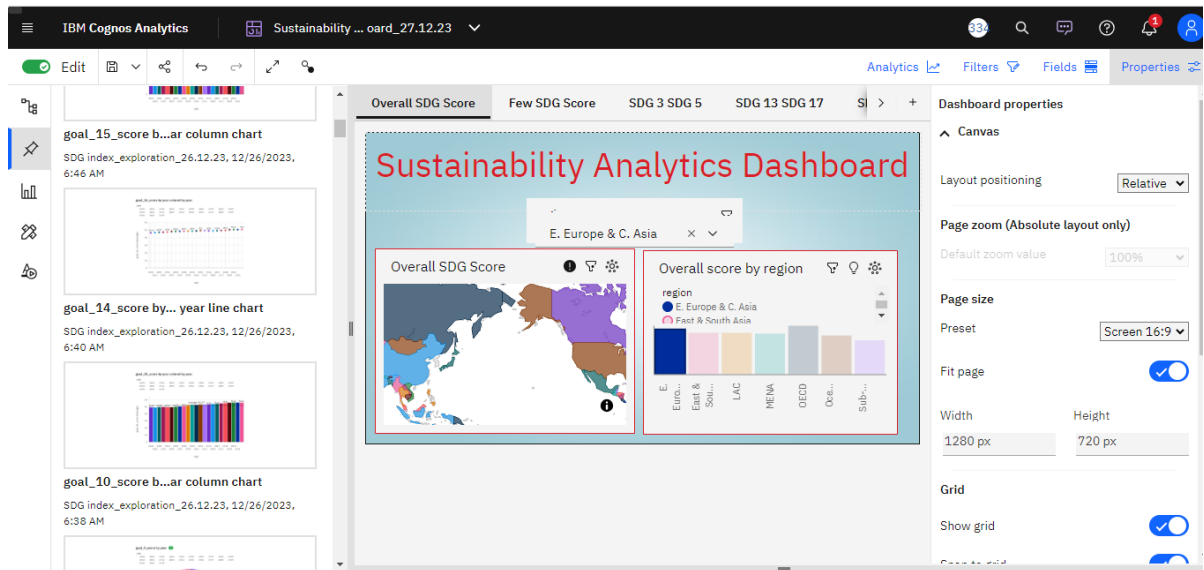 IBM Cognos Analytics
Sustainability ... oard_27.12.23
334
1
Edit
Analytics
Filters
Fields
Properties
goal_15_score b...ar column chart
SDG index_exploration_26.12.23, 12/26/2023,
6:46 AM
goal_14_score by... year line chart
SDG index_exploration_26.12.23, 12/26/2023,
6:40 AM
goal_10_score b...ar column chart
SDG index_exploration_26.12.23, 12/26/2023,
6:38 AM
Overall SDG Score
Few SDG Score
SDG 3 SDG 5
SDG 13 SDG 17
Sustainability Analytics Dashboard
E. Europe & C. Asia
Overall SDG Score
Overall score by region
region
E. Europe & C. Asia
East & South Asia
E.
Euro...
East &
Sou...
LAC
MENA
OECD
Oce...
Sub-...
Dashboard properties
Canvas
Layout positioning
Relative
Page zoom (Absolute layout only)
Default zoom value
100%
Page size
Preset
Screen 16:9
Fit page
Width
Height
1280 px
720 px
Grid
Show grid
Snap to grid